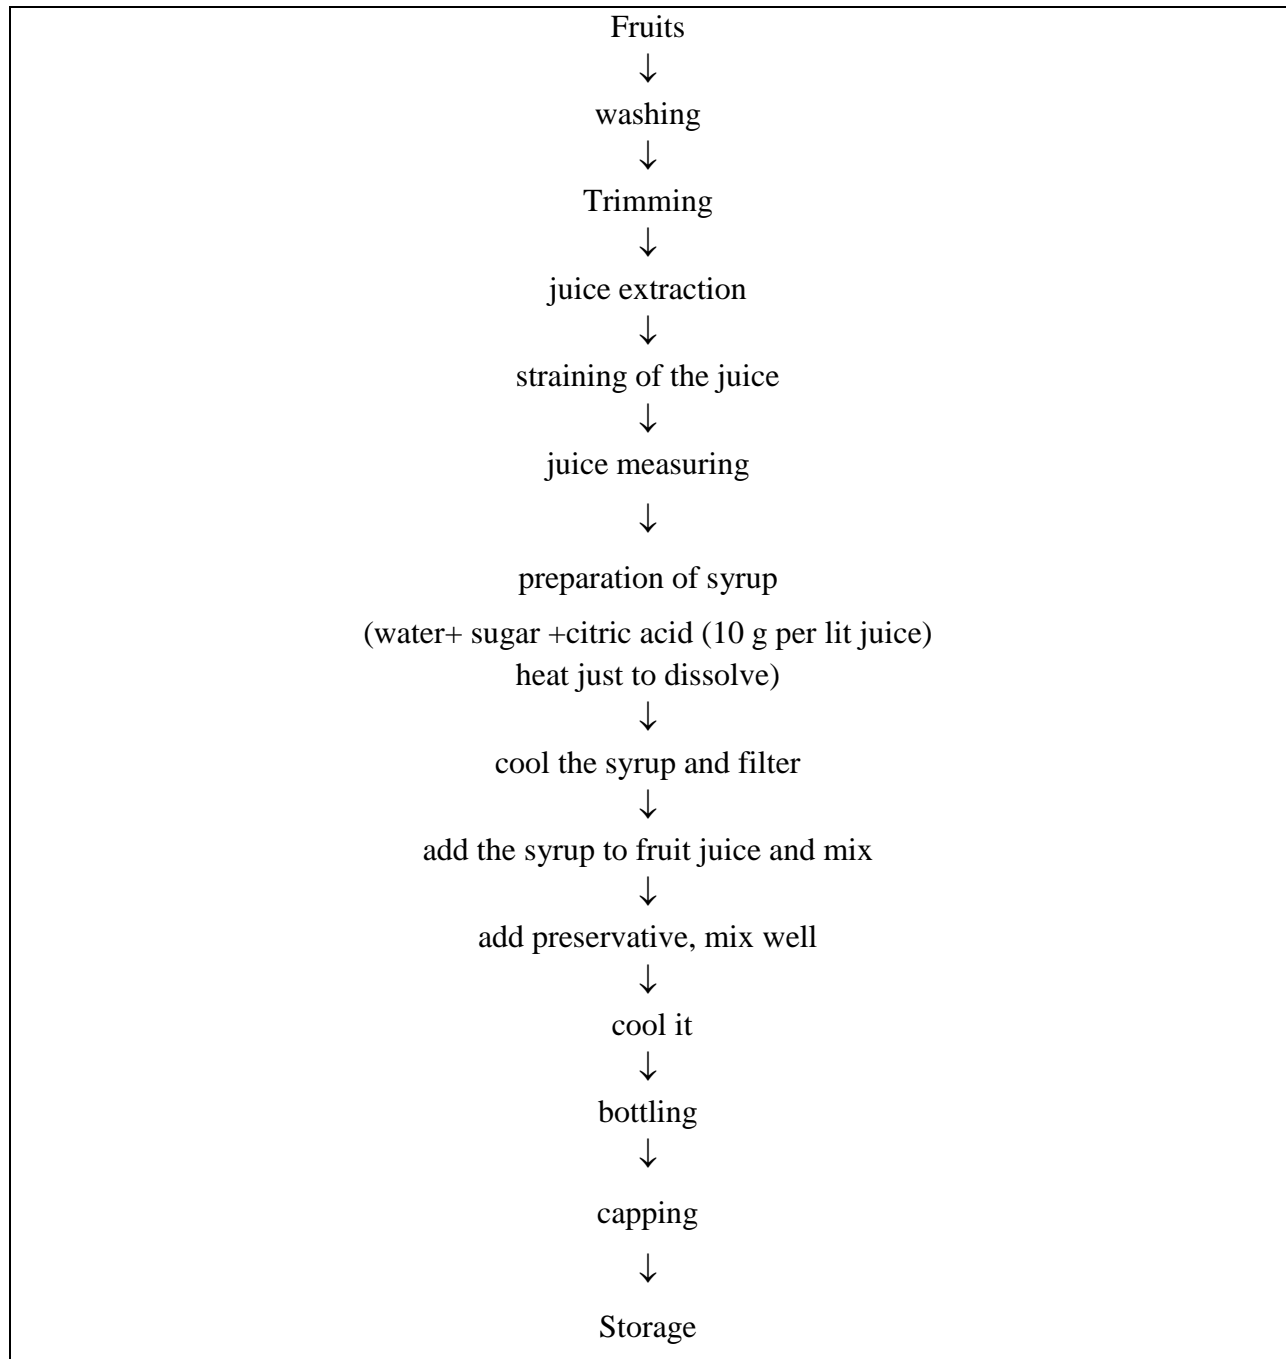 Fruits
↓
washing
↓
Trimming
↓
juice extraction
↓
straining of the juice
↓
juice measuring
↓
preparation of syrup
(water+ sugar +citric acid (10 g per lit juice)
heat just to dissolve)
↓
cool the syrup and filter
↓
add the syrup to fruit juice and mix
↓
add preservative, mix well
↓
cool it
↓
bottling
↓
capping
↓
Storage